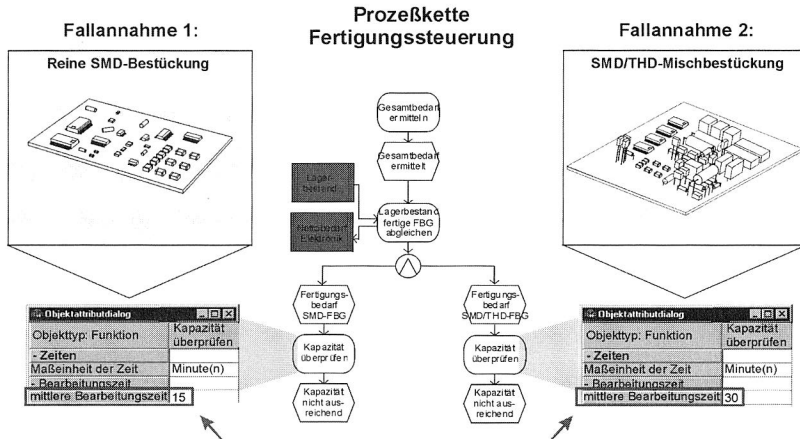 Prozeßkette
Fertigungssteuerung
Fallannahme 1:
Reine SMD-Bestückung
Fallannahme 2:
SMD/THD-Mischbestückung
Gesamtbedarf
ermitteln
Gesamtbedarf
ermittelt
Lager-
bestand
Nettobedarf
Elektronik
Lagerbestand
fertige FBG
abgleichen
Fertigungs-
bedarf
SMD-FBG
Fertigungs-
bedarf
SMD/THD-FBG
Kapazität
überprüfen
Kapazität
überprüfen
Kapazität
nicht aus-
reichend
Kapazität
nicht aus-
reichend
Objektattributdialog
Objekttyp: Funktion
Kapazität
überprüfen
- Zeiten
Maßeinheit der Zeit Minute(n)
- Bearbeitungszeit
mittlere Bearbeitungszeit 15
Objektattributdialog
Objekttyp: Funktion
Kapazität
überprüfen
- Zeiten
Maßeinheit der Zeit Minute(n)
- Bearbeitungszeit
mittlere Bearbeitungszeit 30